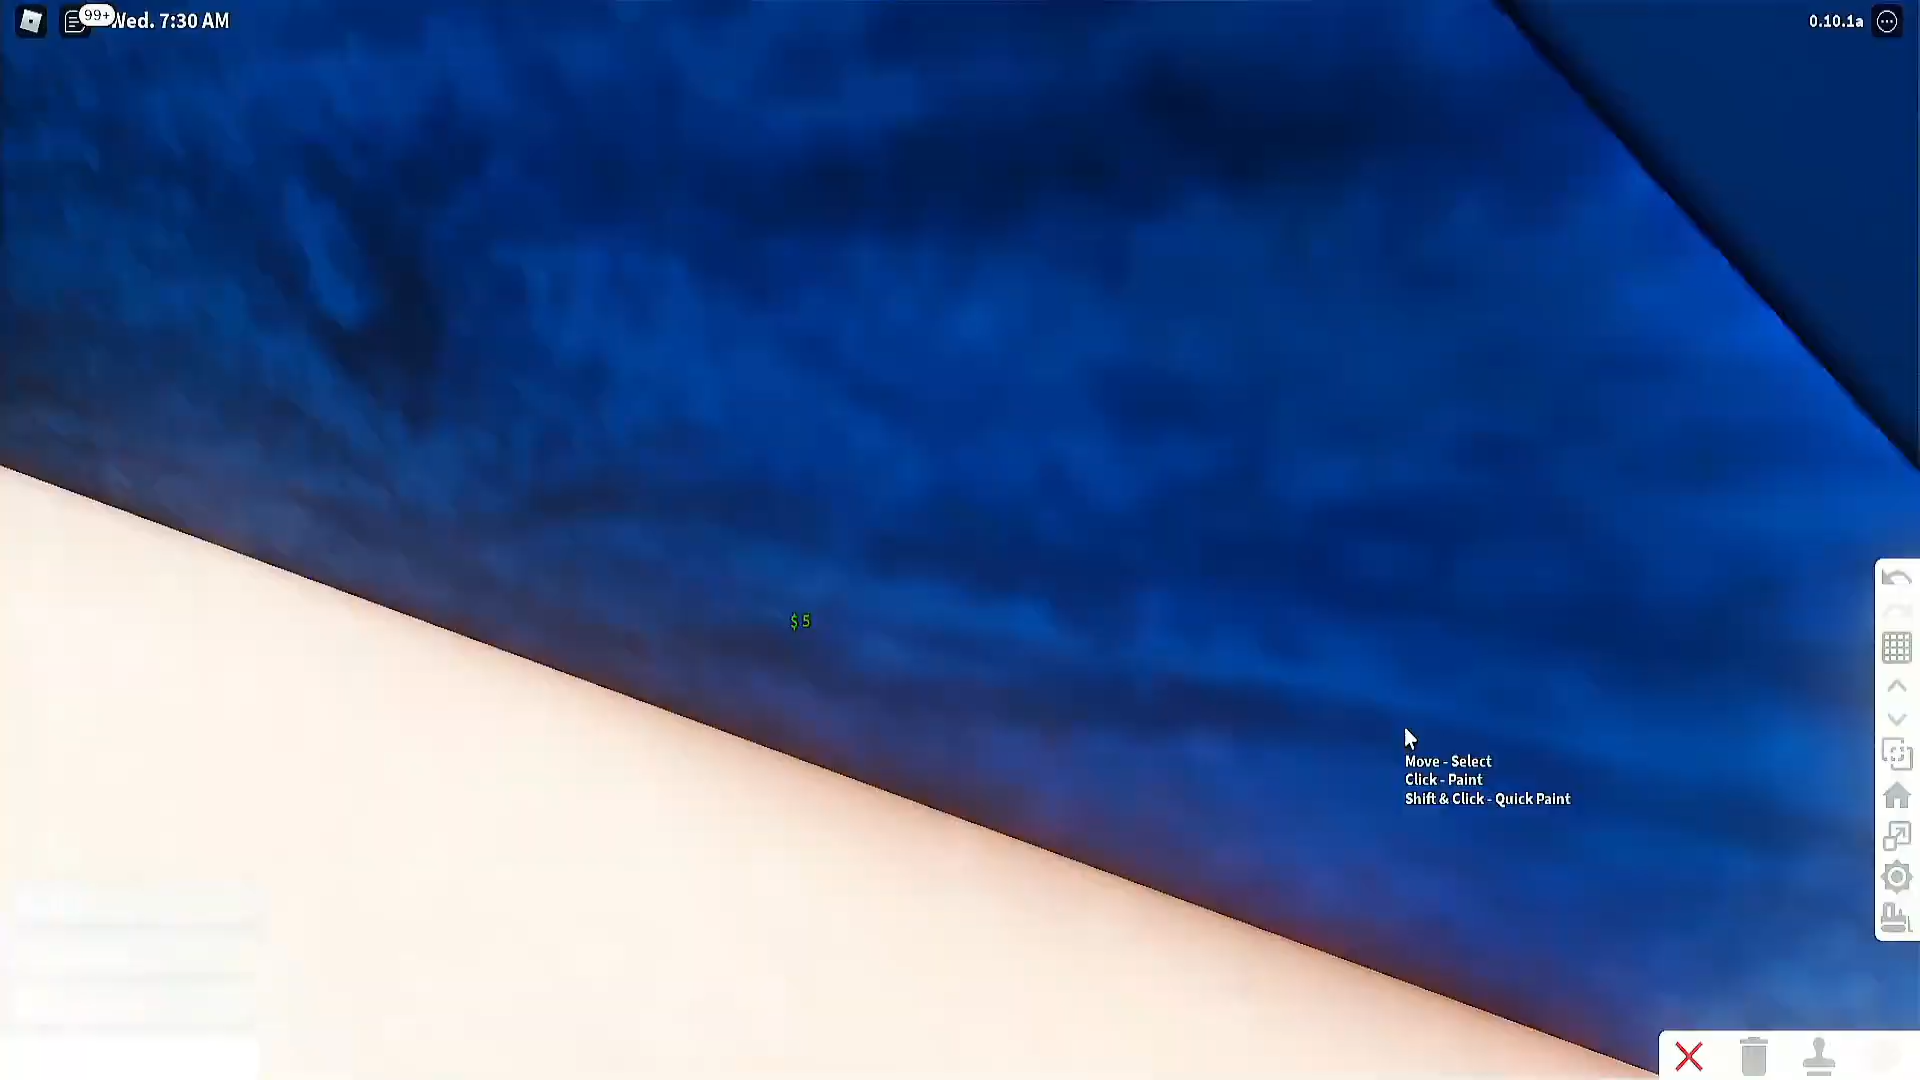 99+
Wed. 7:30 AM
0.10.1a
$ 5
Move - Select
Click - Paint
Shift & Click - Quick Paint